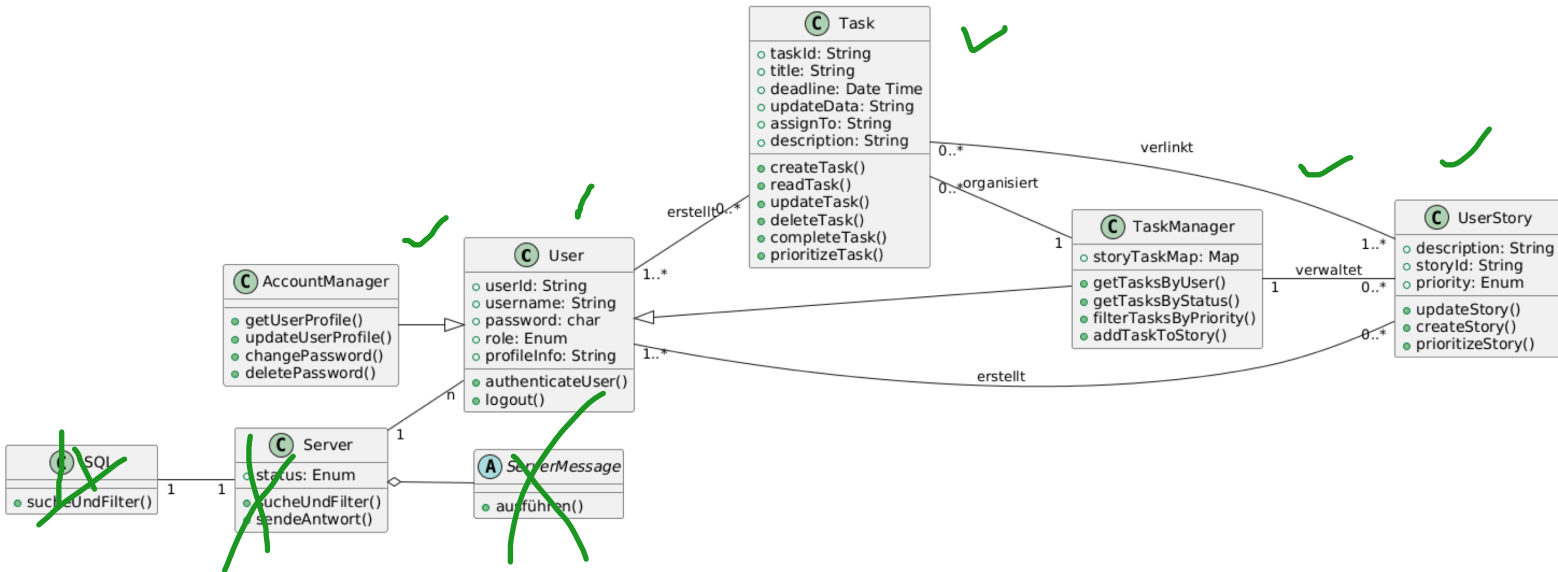 C Task
taskId: String
title: String
deadline: Date Time
updateData: String
assignTo: String
description: String
createTask()
readTask()
updateTask()
deleteTask()
completeTask()
prioritizeTask()
0..*
verlinkt
1..*
0..*
organisiert
1
erstellt
0..*
1..*
C AccountManager
getUserProfile()
updateUserProfile()
changePassword()
deletePassword()
C User
userId: String
username: String
password: char
role: Enum
profileInfo: String
authenticateUser()
logout()
C TaskManager
storyTaskMap: Map
getTasksByUser()
getTasksByStatus()
filterTasksByPriority()
addTaskToStory()
verwaltet
1
0..*
C UserStory
description: String
storyId: String
priority: Enum
updateStory()
createStory()
prioritizeStory()
1..*
erstellt
0..*
n
1
C SQL
sucheUndFilter()
1
1
C Server
status: Enum
sucheUndFilter()
sendeAntwort()
A ServerMessage
ausführen()